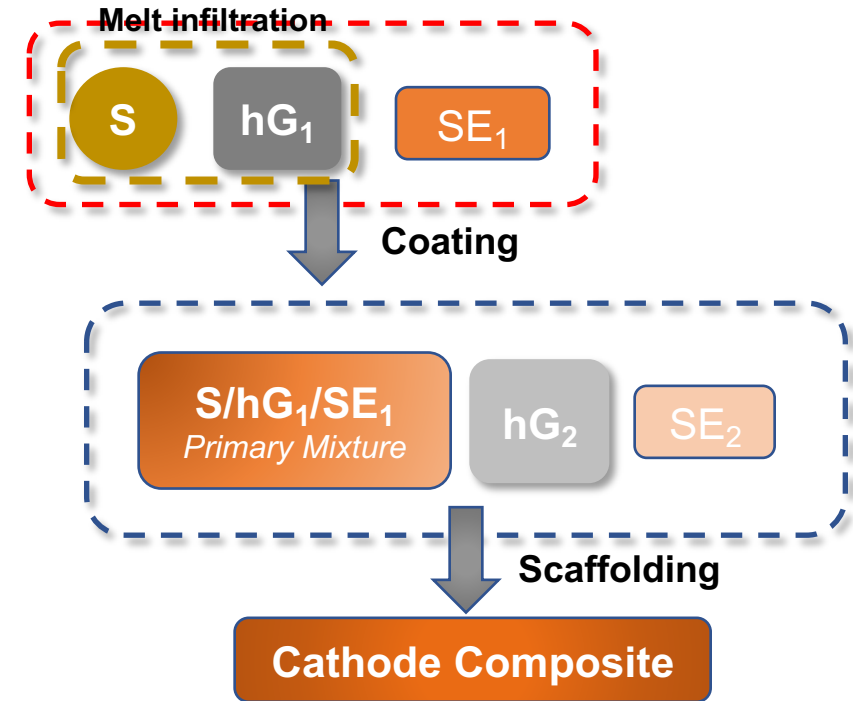 Melt infiltration
S
hG₁
SE₁
Coating
S/hG₁/SE₁
Primary Mixture
hG₂
SE₂
Scaffolding
Cathode Composite